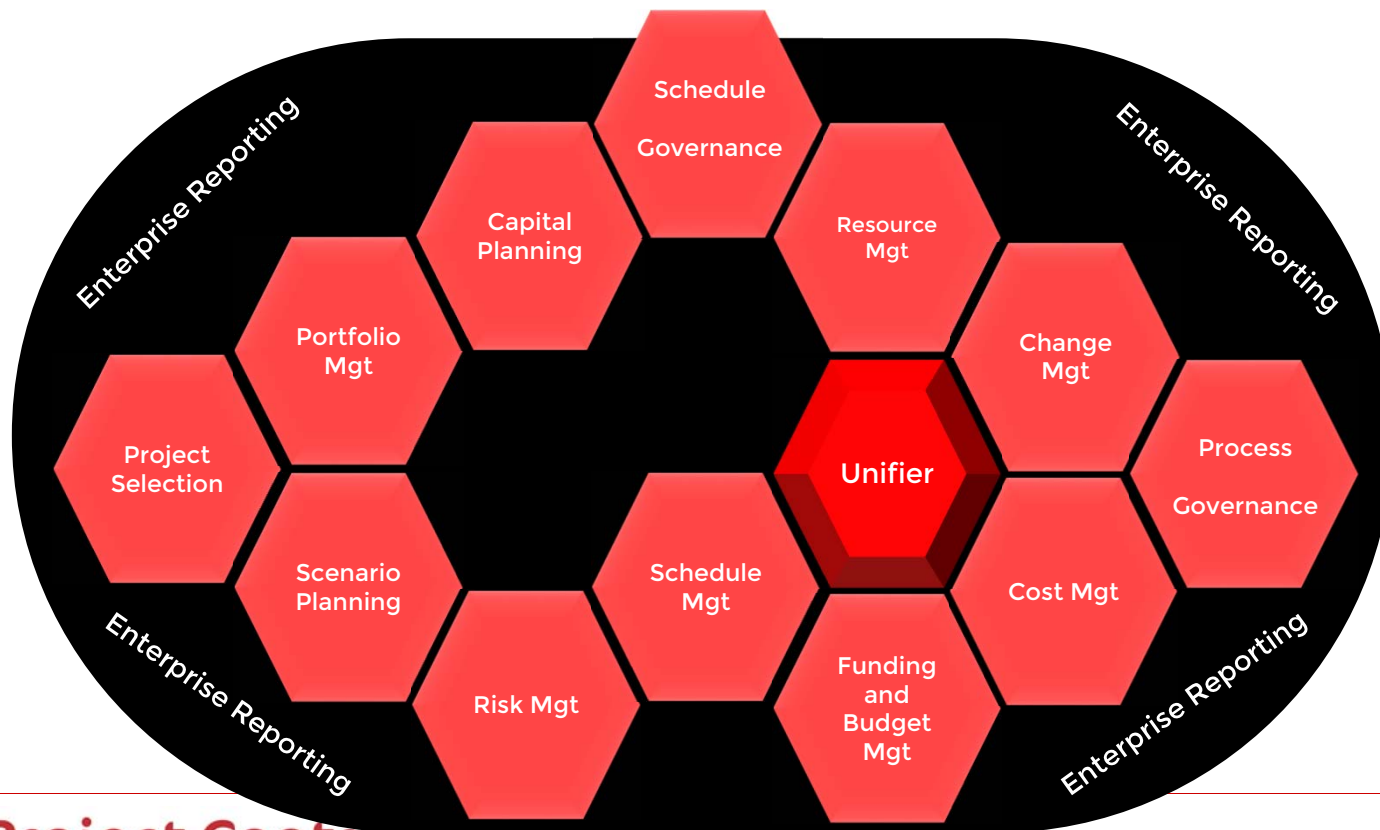 Schedule
Governance
Enterprise Reporting
Enterprise Reporting
Capital
Planning
Resource
Mgt
Portfolio
Mgt
Change
Mgt
Project
Selection
Unifier
Process
Governance
Scenario
Planning
Schedule
Mgt
Cost Mgt
Enterprise Reporting
Risk Mgt
Funding
and
Budget
Mgt
Enterprise Reporting